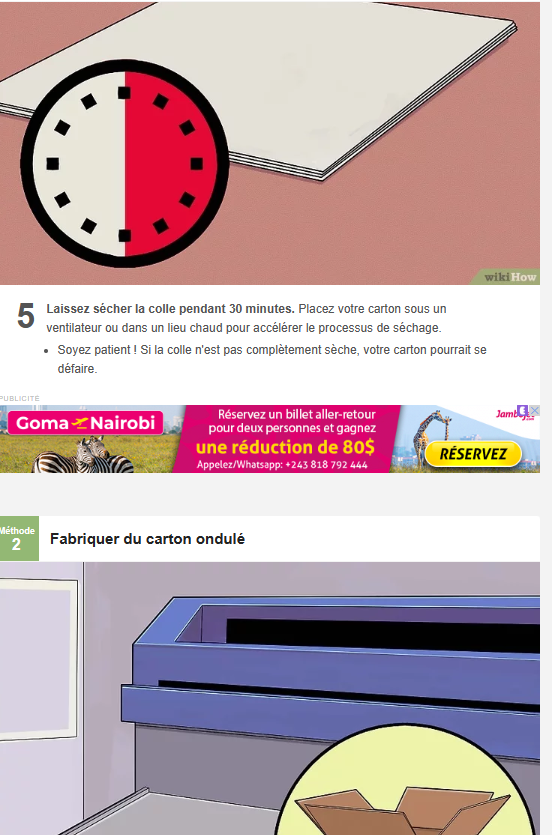 wikiHow
5
Laissez sécher la colle pendant 30 minutes. Placez votre carton sous un
ventilateur ou dans un lieu chaud pour accélérer le processus de séchage.
• Soyez patient ! Si la colle n'est pas complètement sèche, votre carton pourrait se
défaire.
PUBLICITÉ
Goma Nairobi
Réservez un billet aller-retour
pour deux personnes et gagnez
une réduction de 80$
Appelez/Whatsapp: +243 818 792 444
RÉSERVEZ
Méthode
2
Fabriquer du carton ondulé